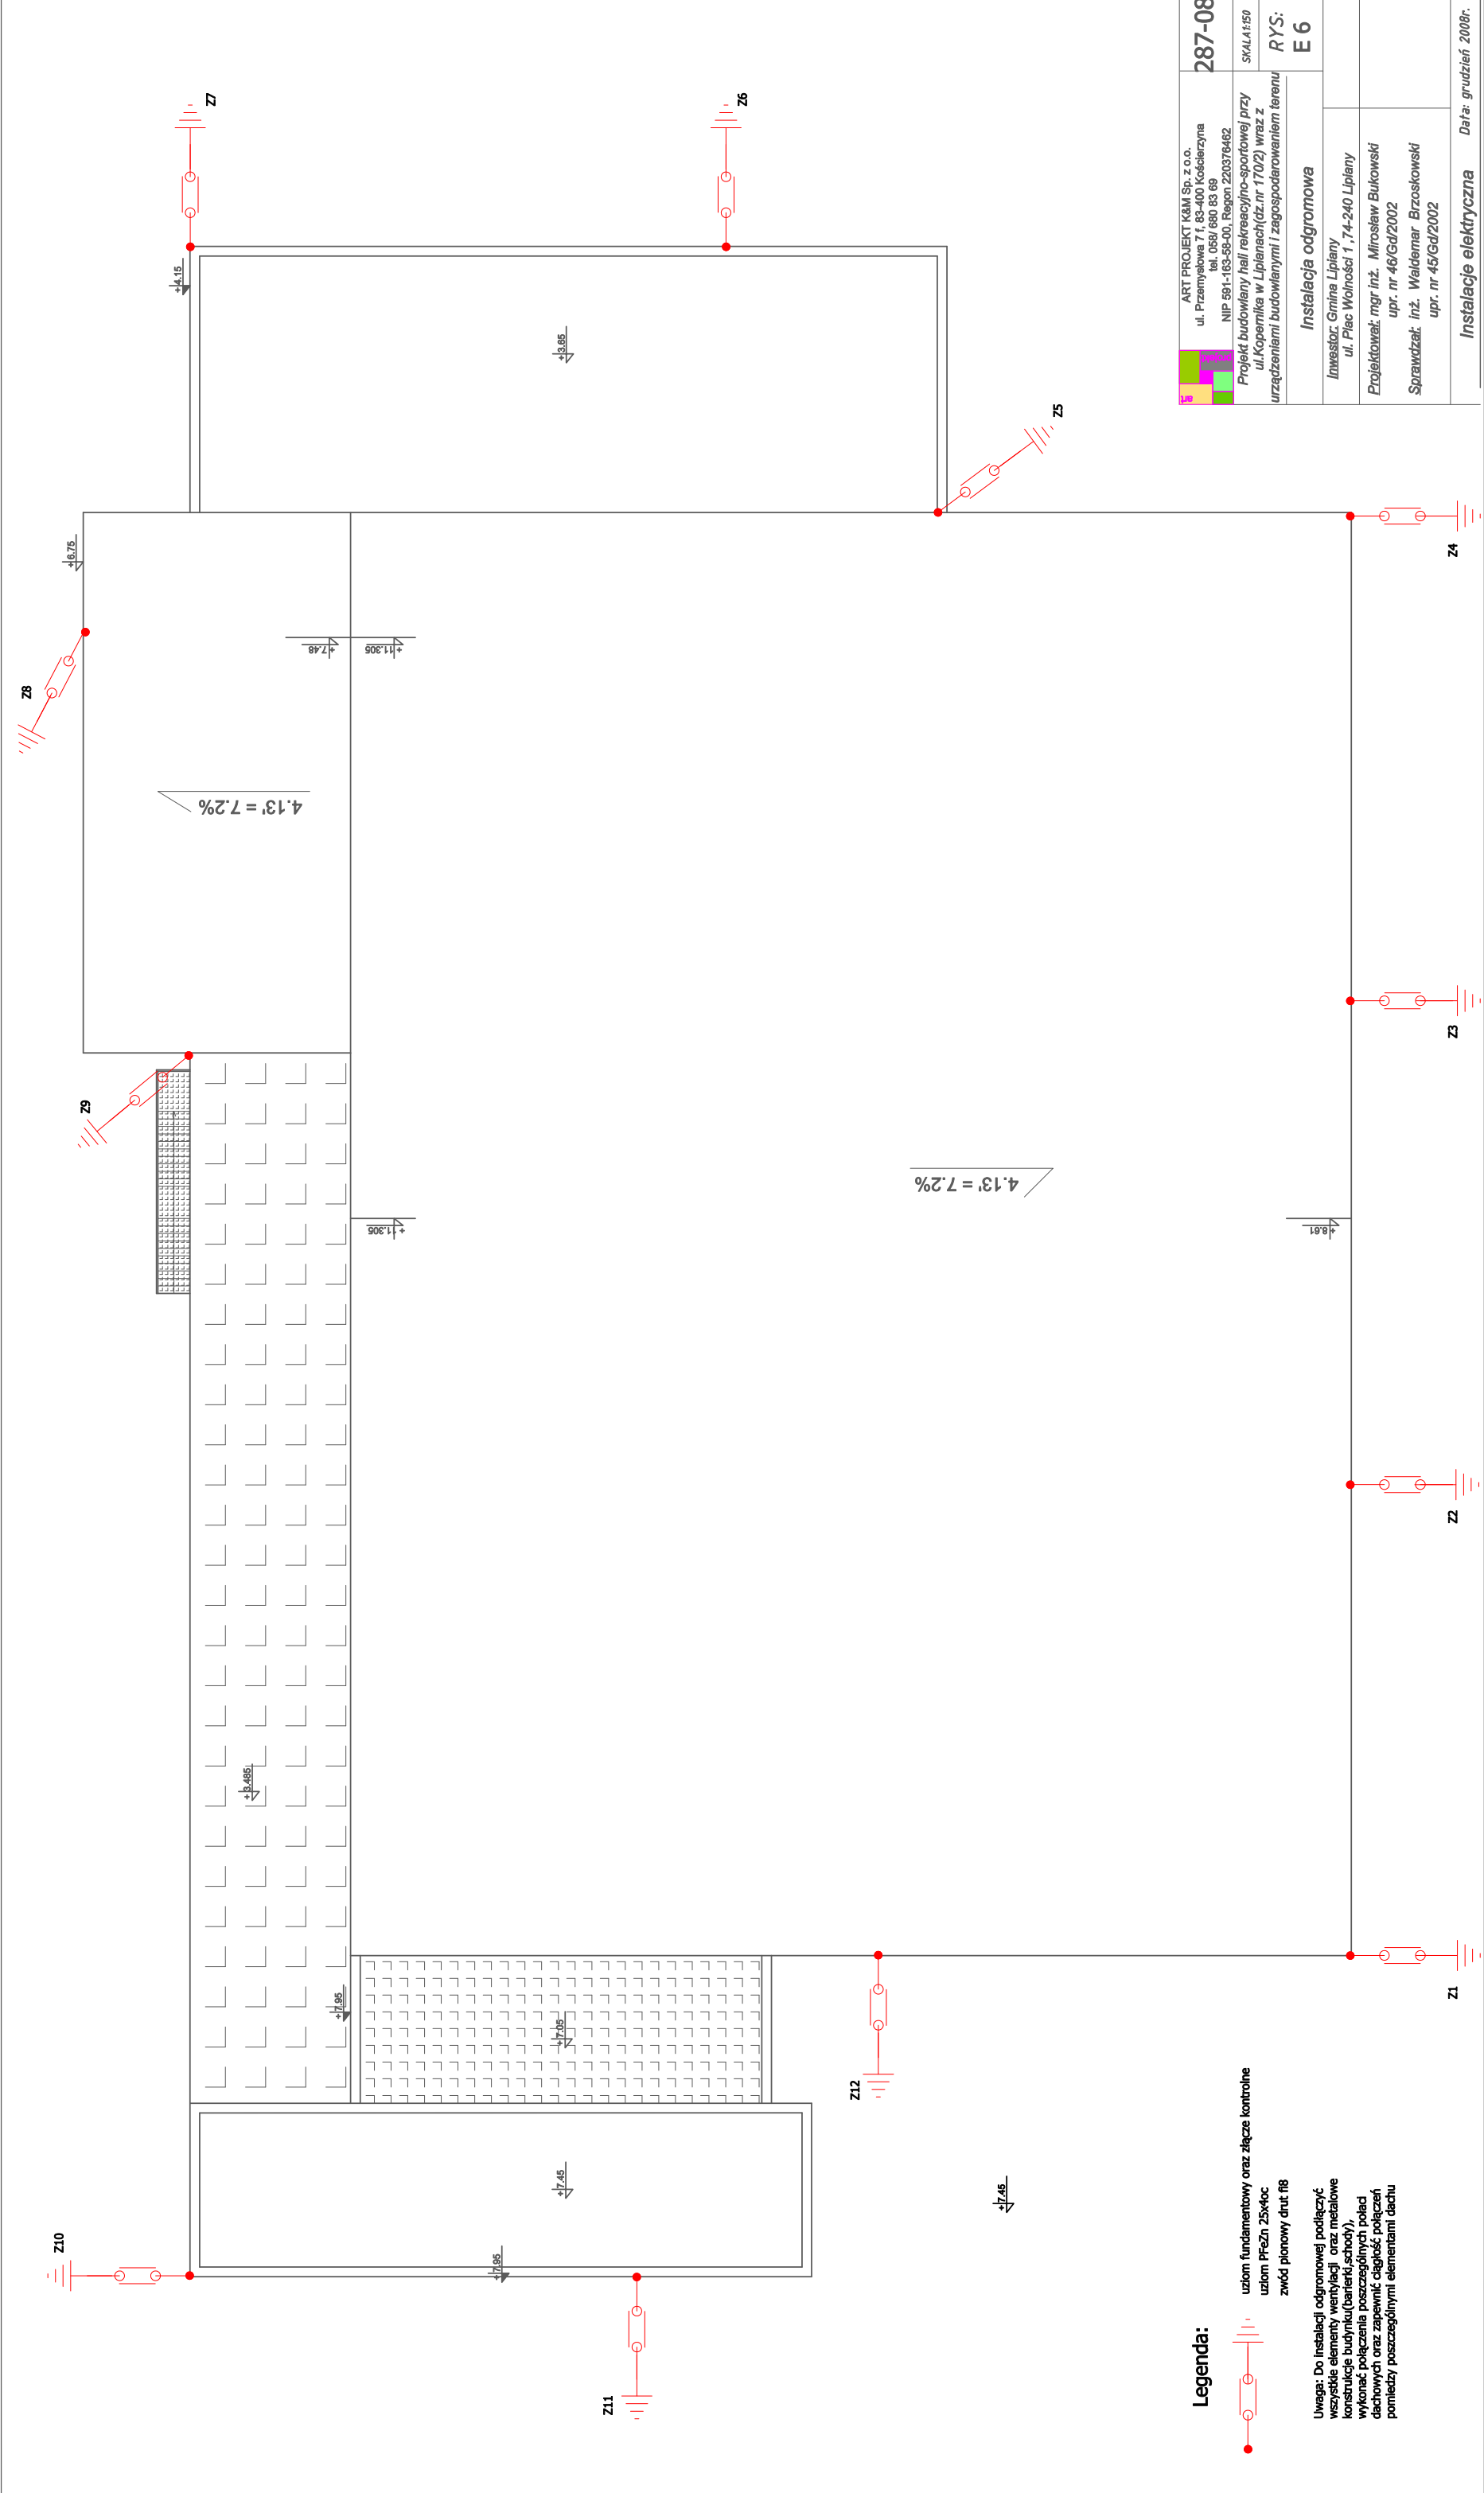 Z7
Z6
Z5
Z4
Z8
Z9
Z3
Z2
Z10
Z11
Z12
Z1
+4.15
+3.65
+6.75
+7.48
+11.305
4.13' = 7.2%
+11.305
4.13' = 7.2%
+8.61
+3.485
+7.95
+7.05
+7.45
+7.95
+7.45
Legenda:
uziom fundamentowy oraz złącze kontrolne
uziom PFeZn 25x4oc
zwód pionowy drut fi8
Uwaga: Do instalacji odgromowej podłączyć
wszystkie elementy wentylacji oraz metalowe
konstrukcje budynku(barierki,schody),
wykonać połączenia poszczególnych połaci
dachowych oraz zapewnić ciągłość połączeń
pomiedzy poszczególnymi elementami dachu
art
projekt
ART PROJEKT K&M Sp. z o.o.
ul. Przemysłowa 7 f, 83-400 Kościerzyna
tel. 058/ 680 83 69
NIP 591-163-58-00, Regon 220376462
287-08
Projekt budowlany hali rekreacyjno-sportowej przy
ul.Kopernika w Lipianach(dz.nr 170/2) wraz z
urządzeniami budowlanymi i zagospodarowaniem terenu
SKALA1:150
RYS:
E 6
Instalacja odgromowa
Inwestor: Gmina Lipiany
ul. Plac Wolności 1 ,74-240 Lipiany
Projektował: mgr inż. Mirosław Bukowski
upr. nr 46/Gd/2002
Sprawdzał: inż. Waldemar Brzoskowski
upr. nr 45/Gd/2002
Instalacje elektryczna
Data: grudzień 2008r.